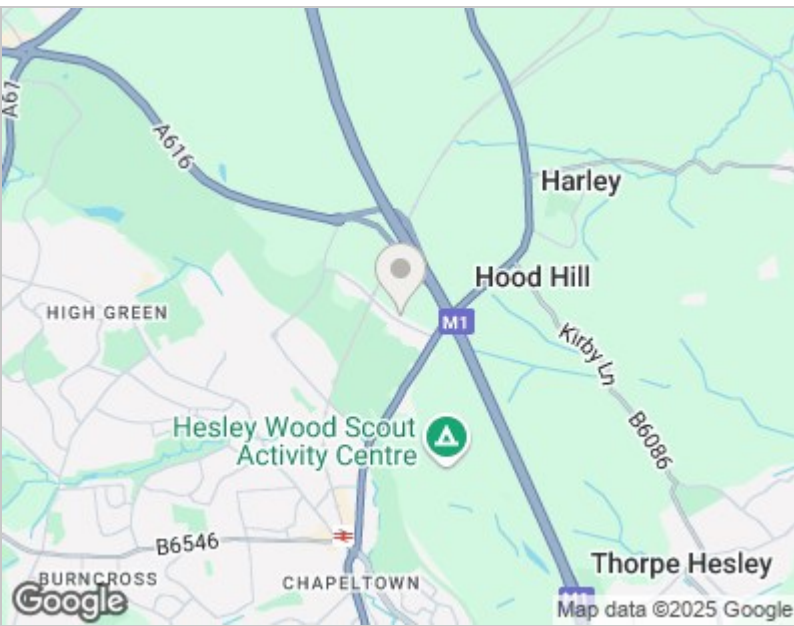 A61
A616
Harley
Hood Hill
HIGH GREEN
M1
Kirby Ln
Hesley Wood Scout
Activity Centre
B6086
B6546
BURNCROSS
CHAPELTOWN
Thorpe Hesley
M1
Google
Map data ©2025 Google